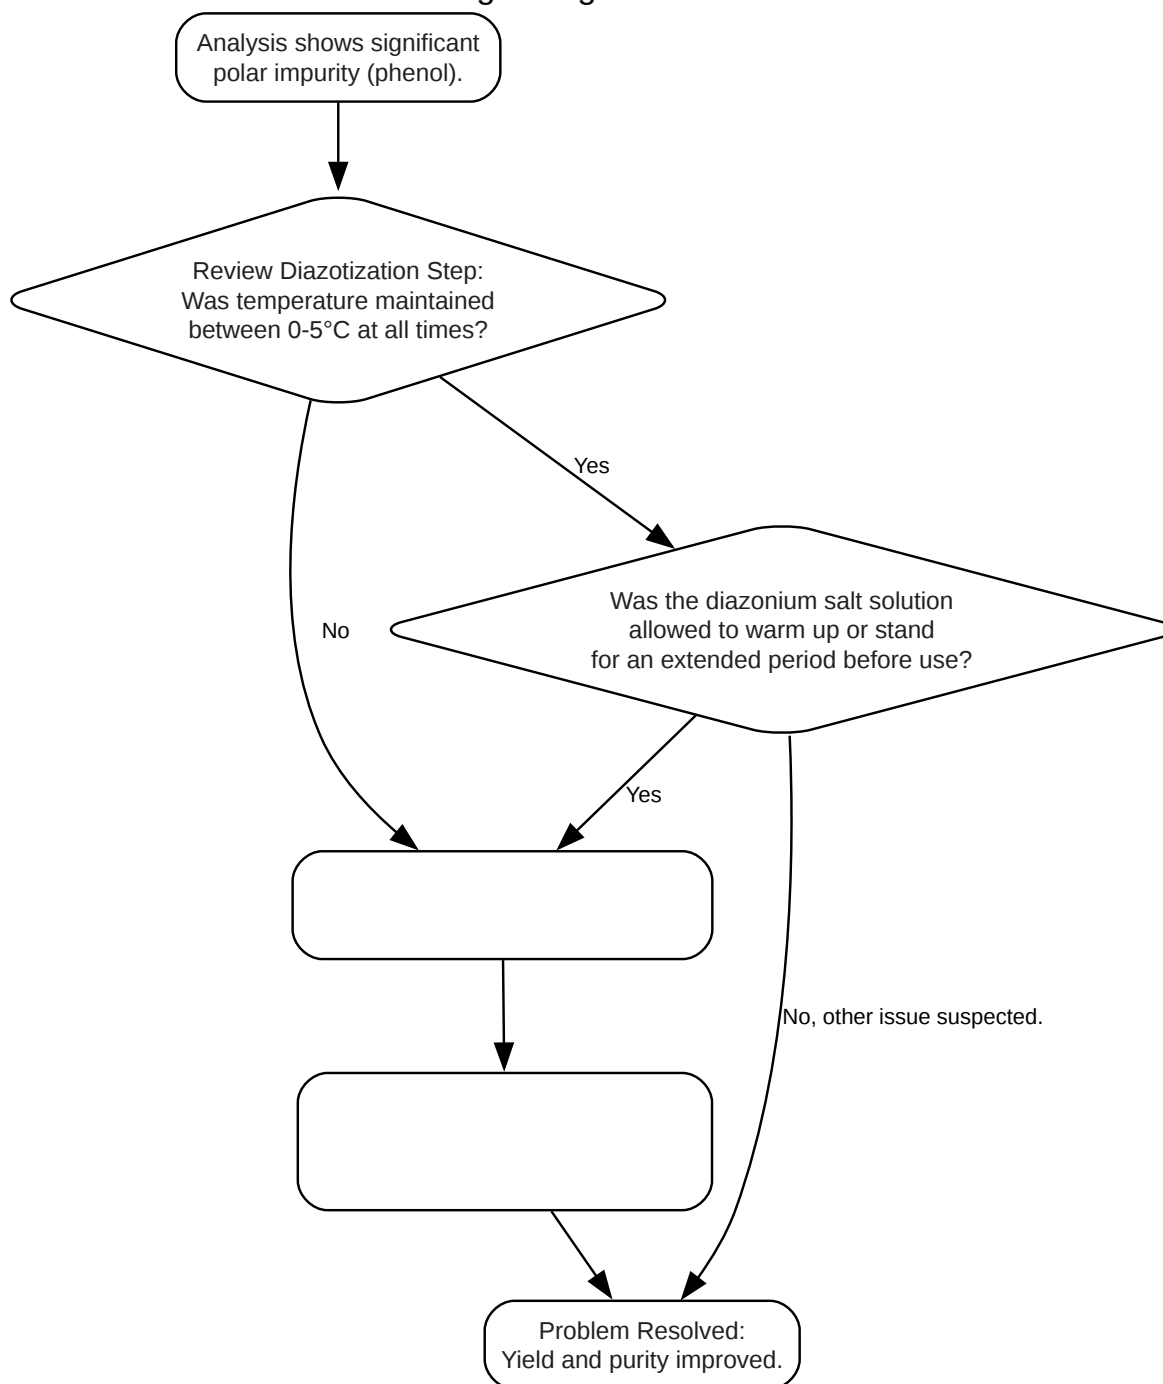 Analysis shows significant
polar impurity (phenol).
Review Diazotization Step:
Was temperature maintained
between 0-5°C at all times?
Yes
Was the diazonium salt solution
allowed to warm up or stand
for an extended period before use?
No
Yes
No, other issue suspected.
Problem Resolved:
Yield and purity improved.